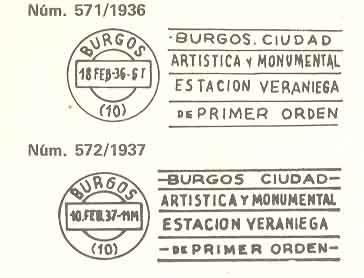 Núm. 571/1936
BURGOS
18 FEB-36-6T
(10)
BURGOS. CIUDAD
ARTISTICA Y MONUMENTAL
ESTACION VERANIEGA
DE PRIMER ORDEN
Núm. 572/1937
BURGOS
10.FEB.37-11M
(10)
BURGOS CIUDAD
ARTISTICA Y MONUMENTAL
ESTACION VERANIEGA
DE PRIMER ORDEN